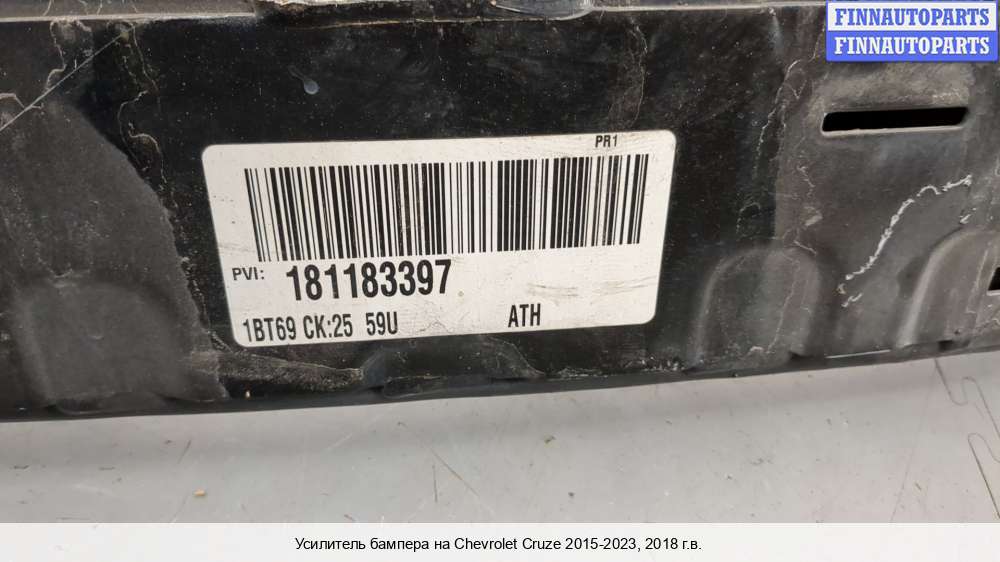 FINNAUTOPARTS
FINNAUTOPARTS
PR1
PVI: 181183397
1BT69 CK:25 59U ATH
Усилитель бампера на Chevrolet Cruze 2015-2023, 2018 г.в.